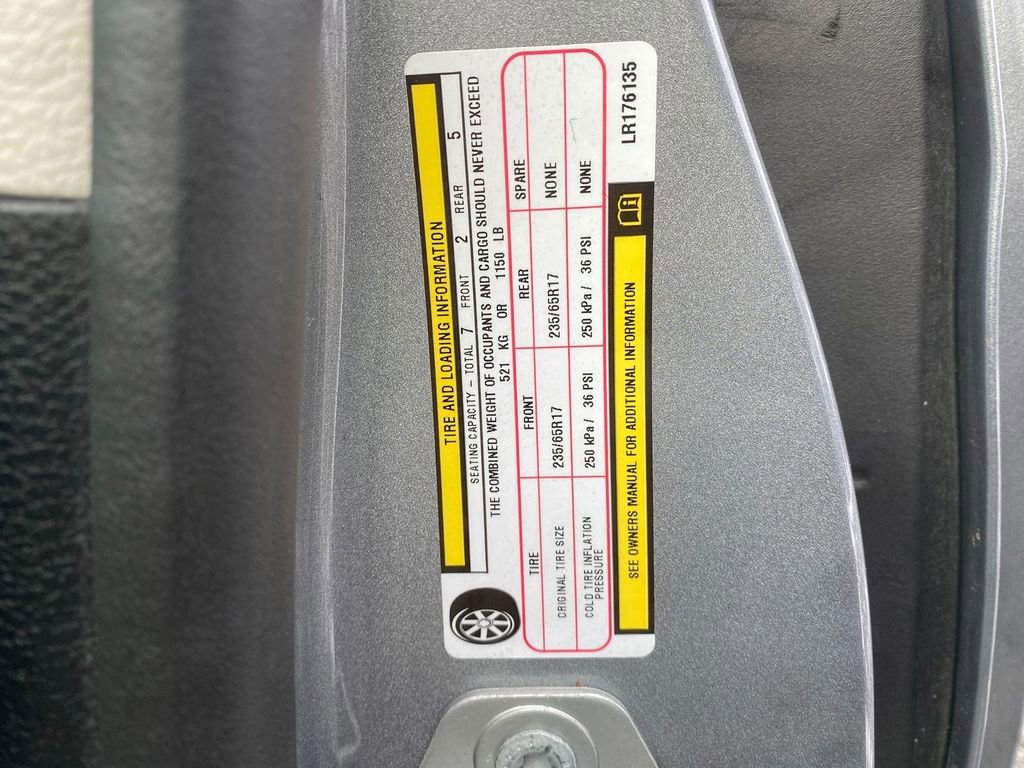 TIRE AND LOADING INFORMATION
SEATING CAPACITY - TOTAL 7 FRONT 2 REAR 5
THE COMBINED WEIGHT OF OCCUPANTS AND CARGO SHOULD NEVER EXCEED
521 KG OR 1150 LB
TIRE FRONT REAR SPARE
ORIGINAL TIRE SIZE 235/65R17 235/65R17 NONE
COLD TIRE INFLATION PRESSURE 250 kPa / 36 PSI 250 kPa / 36 PSI NONE
SEE OWNERS MANUAL FOR ADDITIONAL INFORMATION
LR176135